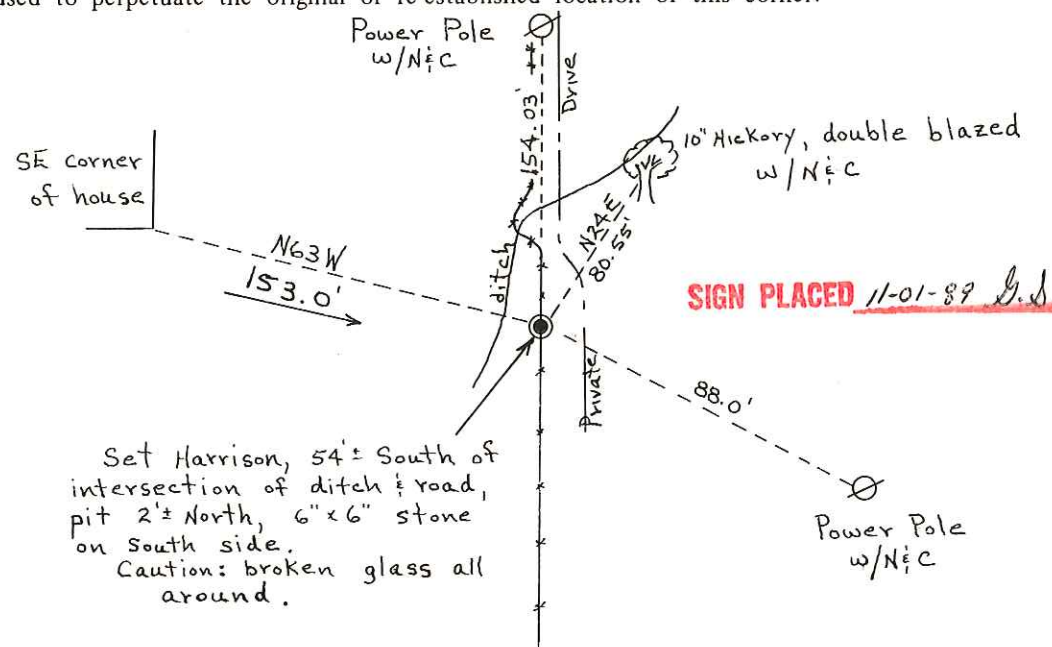 used to perpetuate the original or re-established location of this corner.
Power Pole
w/N&C
154.03'
Drive
10" Hickory, double blazed
w/N&C
SE corner
of house
N24E
80.55'
N63W
153.0'
ditch
SIGN PLACED 11-01-89 G.S
Private
88.0'
Set Harrison, 54'± South of
intersection of ditch & road,
pit 2'± North, 6"x6" stone
on South side.
Caution: broken glass all
around.
Power Pole
w/N&C